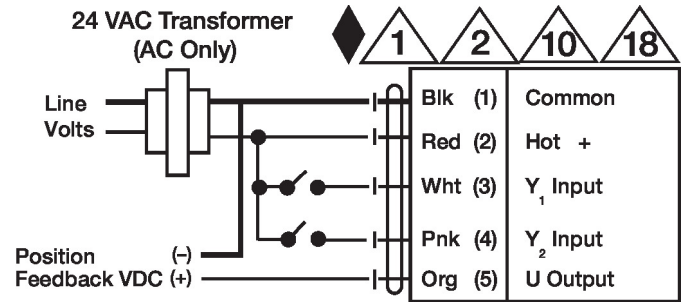 24 VAC Transformer
(AC Only)
1 2 10 18
Line
Volts
Blk (1) Common
Red (2) Hot +
Wht (3) Y1 Input
Pnk (4) Y2 Input
Org (5) U Output
Position (–)
Feedback VDC (+)